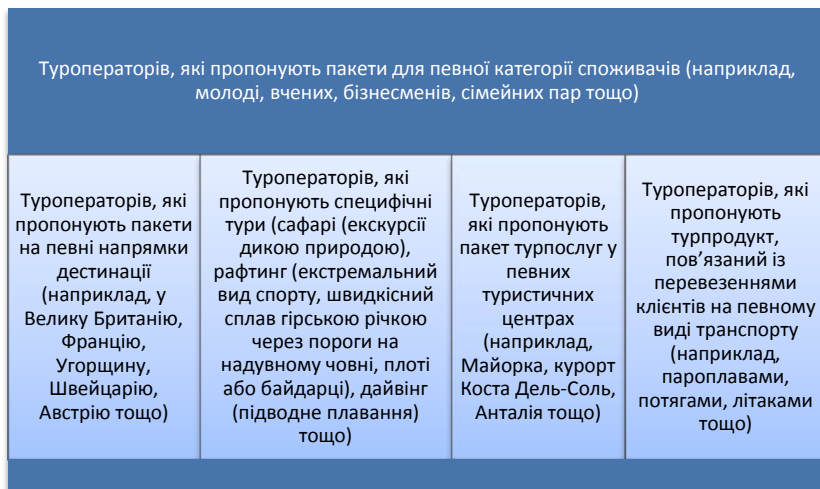 Туроператорів, які пропонують пакети для певної категорії споживачів (наприклад,
молоді, вчених, бізнесменів, сімейних пар тощо)
Туроператорів, які
пропонують пакети
на певні напрямки
дестинації
(наприклад, у
Велику Британію,
Францію,
Угорщину,
Швейцарію,
Австрію тощо)
Туроператорів, які
пропонують специфічні
тури (сафарі (екскурсії
дикою природою),
рафтинг (екстремальний
вид спорту, швидкісний
сплав гірською річкою
через пороги на
надувному човні, плоті
або байдарці), дайвінг
(підводне плавання)
тощо)
Туроператорів,
які пропонують
пакет турпослуг у
певних
туристичних
центрах
(наприклад,
Майорка, курорт
Коста Дель-Соль,
Анталія тощо)
Туроператорів, які
пропонують
турпродукт,
пов’язаний із
перевезеннями
клієнтів на певному
виді транспорту
(наприклад,
пароплавами,
потягами, літаками
тощо)